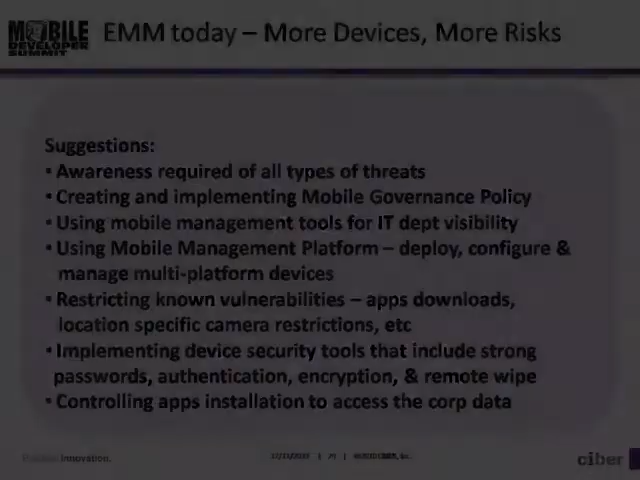 MOBILE
DEVELOPER
SUMMIT
EMM today – More Devices, More Risks
Suggestions:
• Awareness required of all types of threats
• Creating and implementing Mobile Governance Policy
• Using mobile management tools for IT dept visibility
• Using Mobile Management Platform – deploy, configure &
manage multi-platform devices
• Restricting known vulnerabilities – apps downloads,
location specific camera restrictions, etc
• Implementing device security tools that include strong
passwords, authentication, encryption, & remote wipe
• Controlling apps installation to access the corp data
Innovation.
ciber